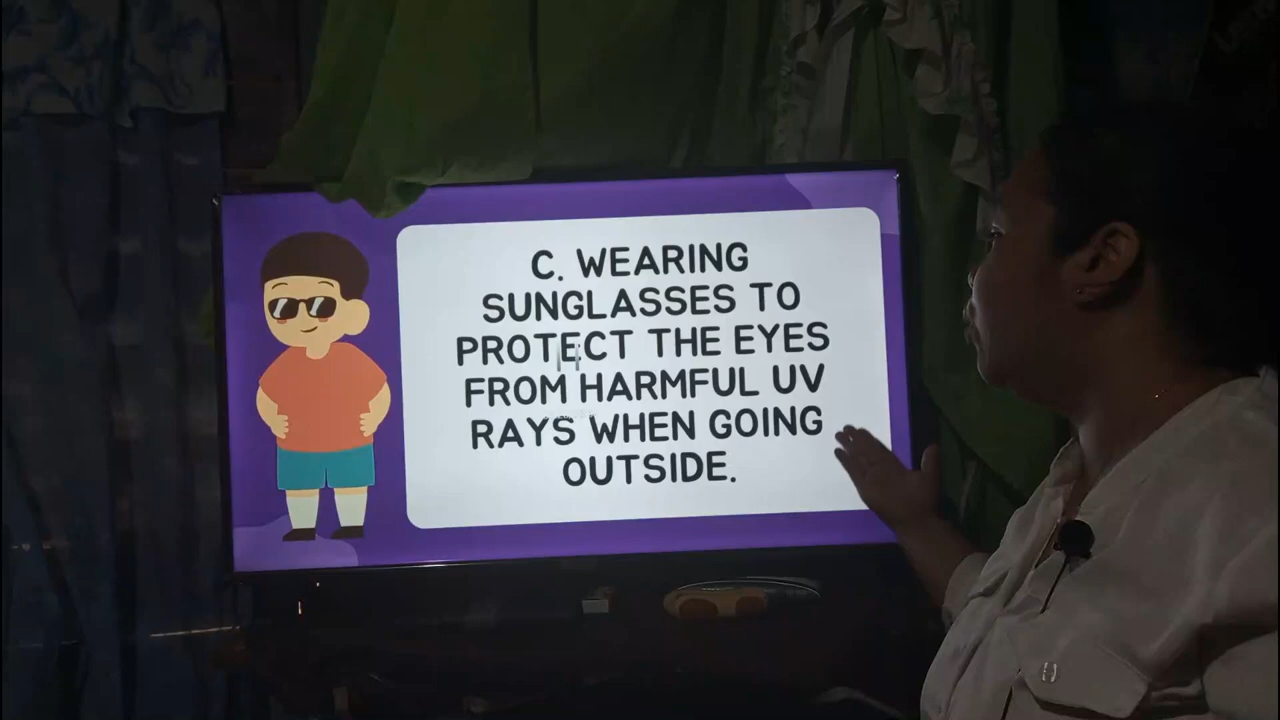 C. WEARING
SUNGLASSES TO
PROTECT THE EYES
FROM HARMFUL UV
RAYS WHEN GOING
OUTSIDE.